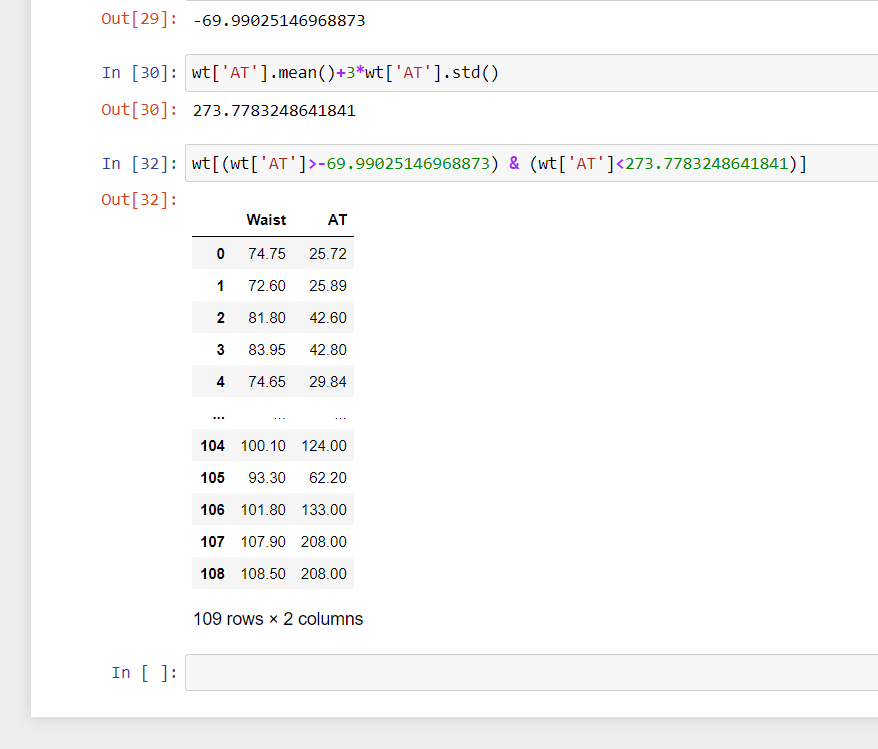 Out[29]: -69.99025146968873
In [30]: wt['AT'].mean()+3*wt['AT'].std()
Out[30]: 273.7783248641841
In [32]: wt[(wt['AT']>-69.99025146968873) & (wt['AT']<273.7783248641841)]
Out[32]:
Waist AT
0 74.75 25.72
1 72.60 25.89
2 81.80 42.60
3 83.95 42.80
4 74.65 29.84
... ... ...
104 100.10 124.00
105 93.30 62.20
106 101.80 133.00
107 107.90 208.00
108 108.50 208.00
109 rows × 2 columns
In [ ]: